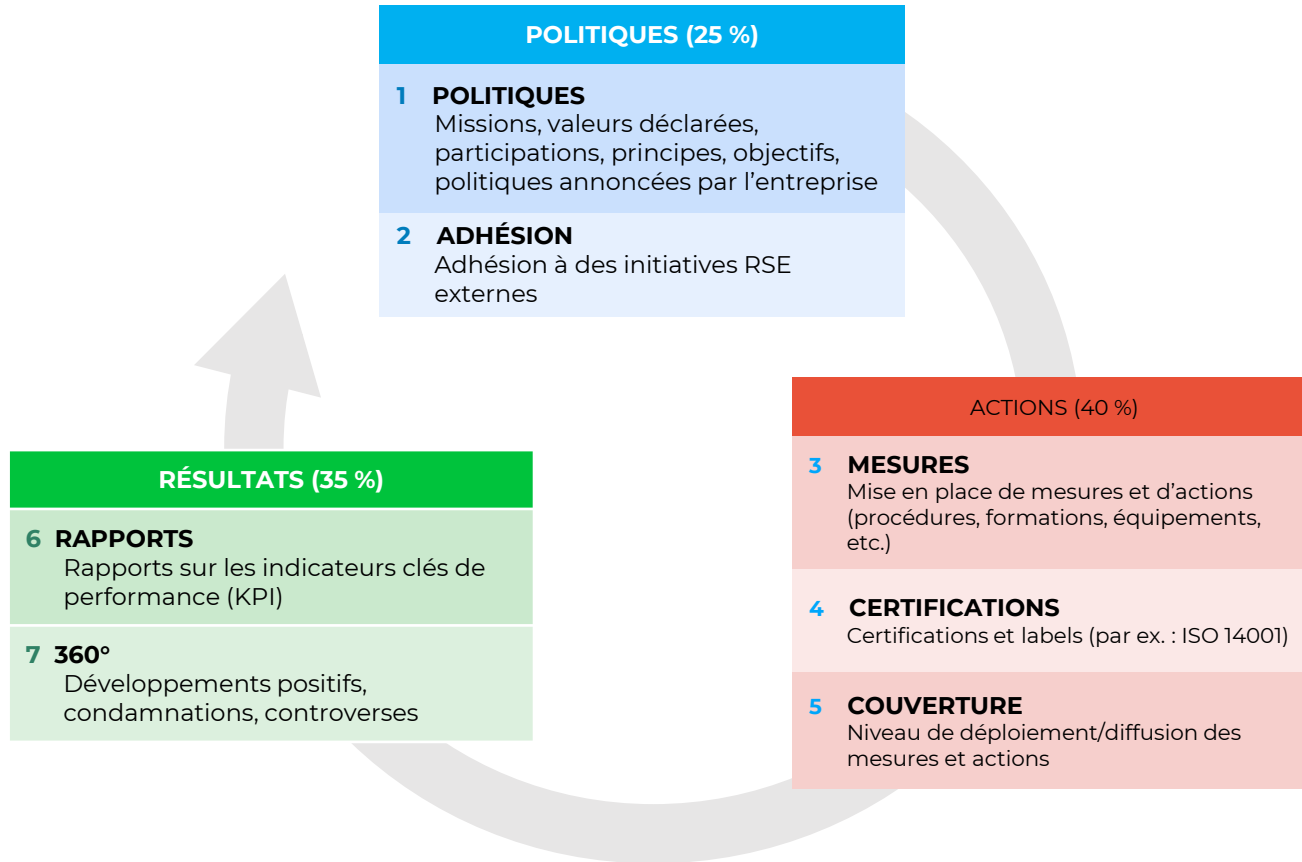 POLITIQUES (25 %)
1 POLITIQUES
Missions, valeurs déclarées,
participations, principes, objectifs,
politiques annoncées par l’entreprise
2 ADHÉSION
Adhésion à des initiatives RSE
externes
ACTIONS (40 %)
3 MESURES
Mise en place de mesures et d’actions
(procédures, formations, équipements,
etc.)
4 CERTIFICATIONS
Certifications et labels (par ex. : ISO 14001)
5 COUVERTURE
Niveau de déploiement/diffusion des
mesures et actions
RÉSULTATS (35 %)
6 RAPPORTS
Rapports sur les indicateurs clés de
performance (KPI)
7 360°
Développements positifs,
condamnations, controverses